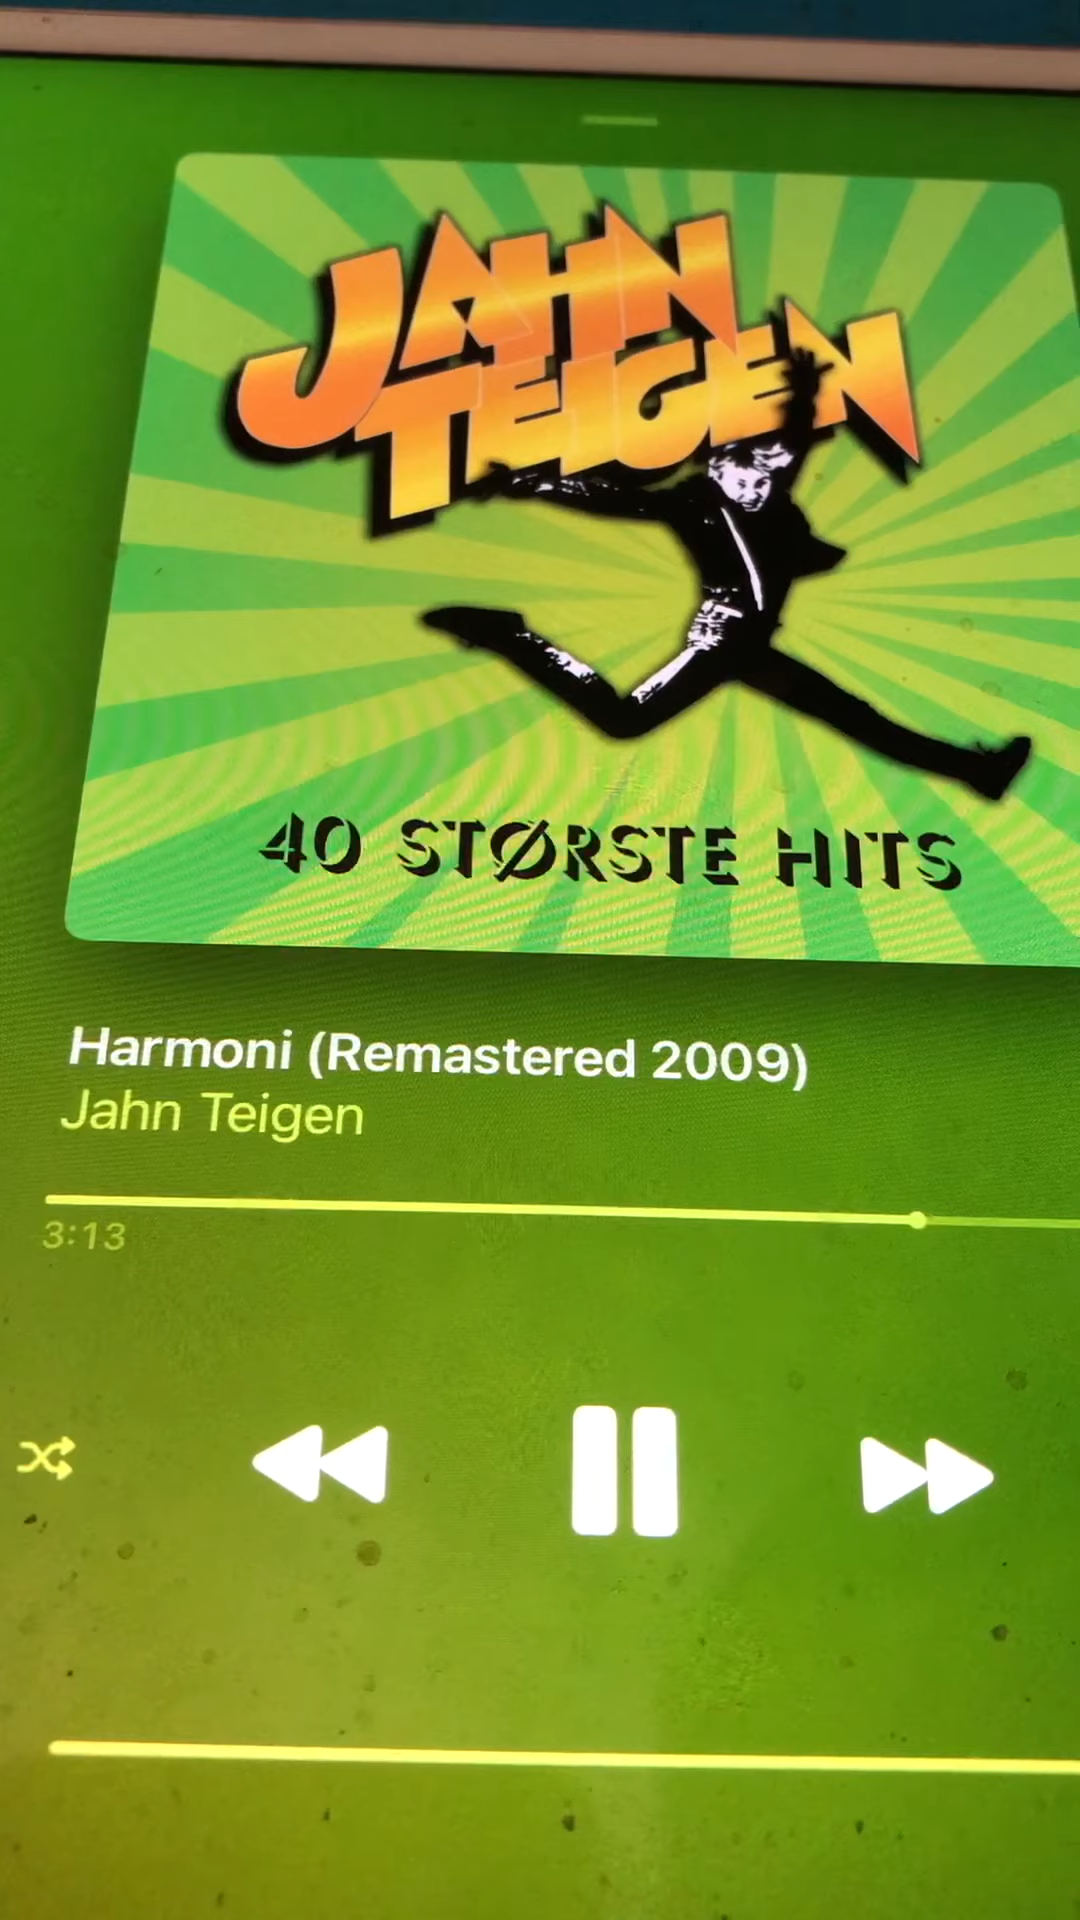 JAHN
TEIGEN
40 STØRSTE HITS
Harmoni (Remastered 2009)
Jahn Teigen
3:13